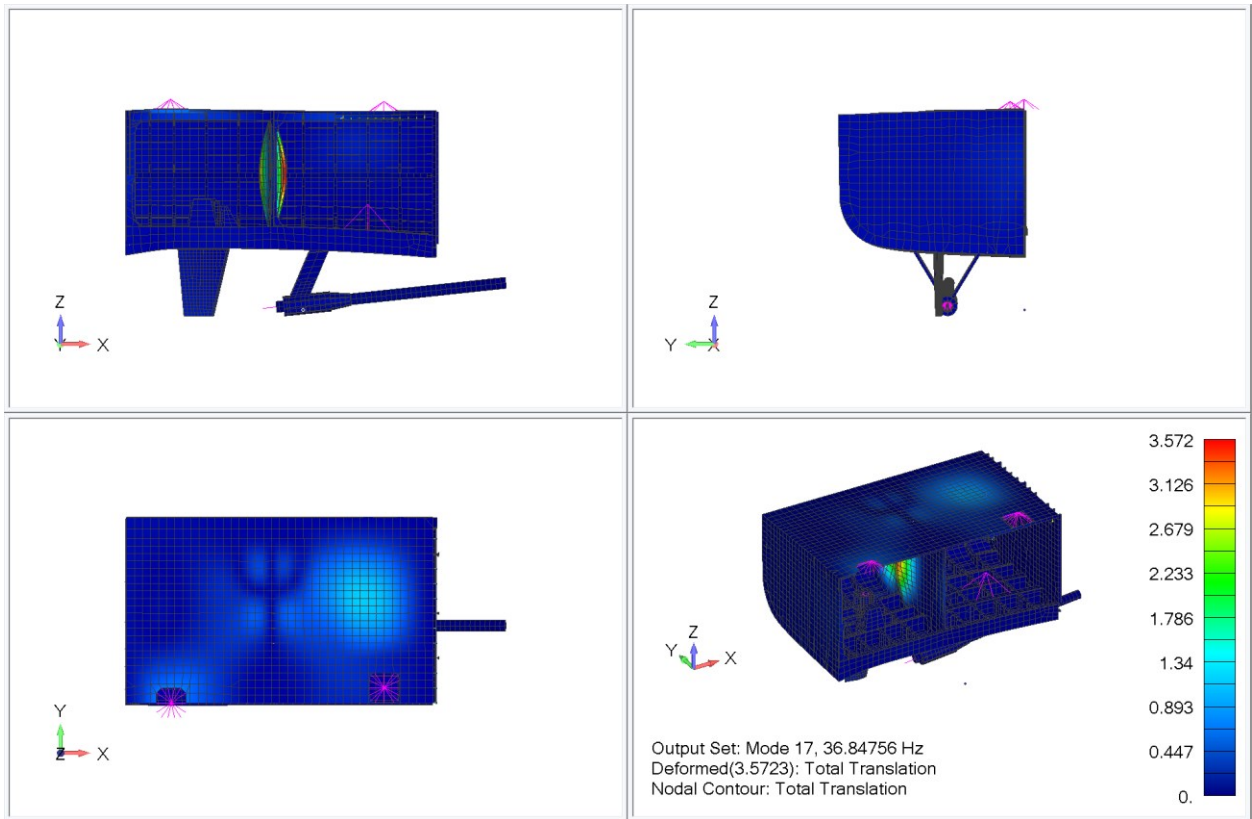 Z
Y X
Z
Y X
Y
Z X
Z
Y X
3.572
3.126
2.679
2.233
1.786
1.34
0.893
0.447
0.
Output Set: Mode 17, 36.84756 Hz
Deformed(3.5723): Total Translation
Nodal Contour: Total Translation